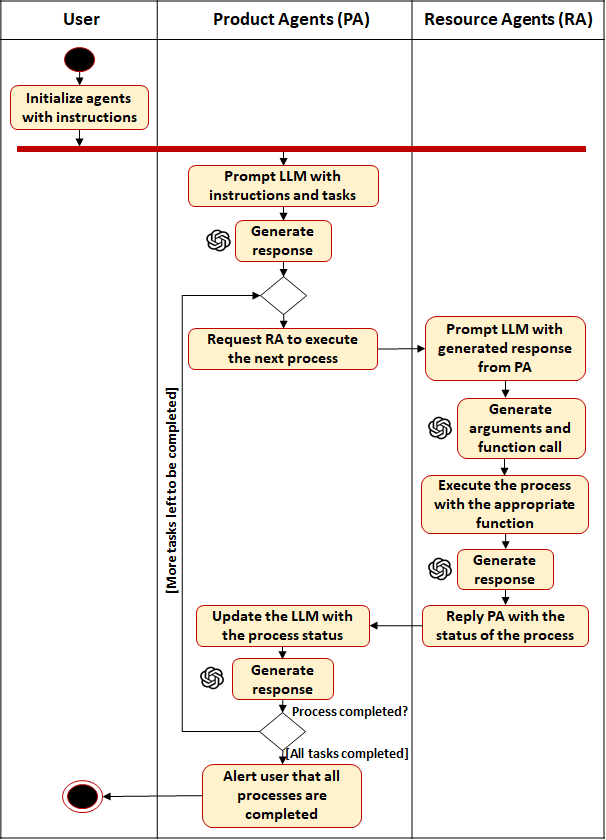 User
Product Agents (PA)
Resource Agents (RA)
Initialize agents
with instructions
Prompt LLM with
instructions and tasks
Generate
response
Request RA to execute
the next process
Prompt LLM with
generated response
from PA
Generate
arguments and
function call
Execute the process
with the appropriate
function
Generate
response
Reply PA with the
status of the process
Update the LLM with
the process status
Generate
response
Process completed?
[More tasks left to be completed]
[All tasks completed]
Alert user that all
processes are
completed